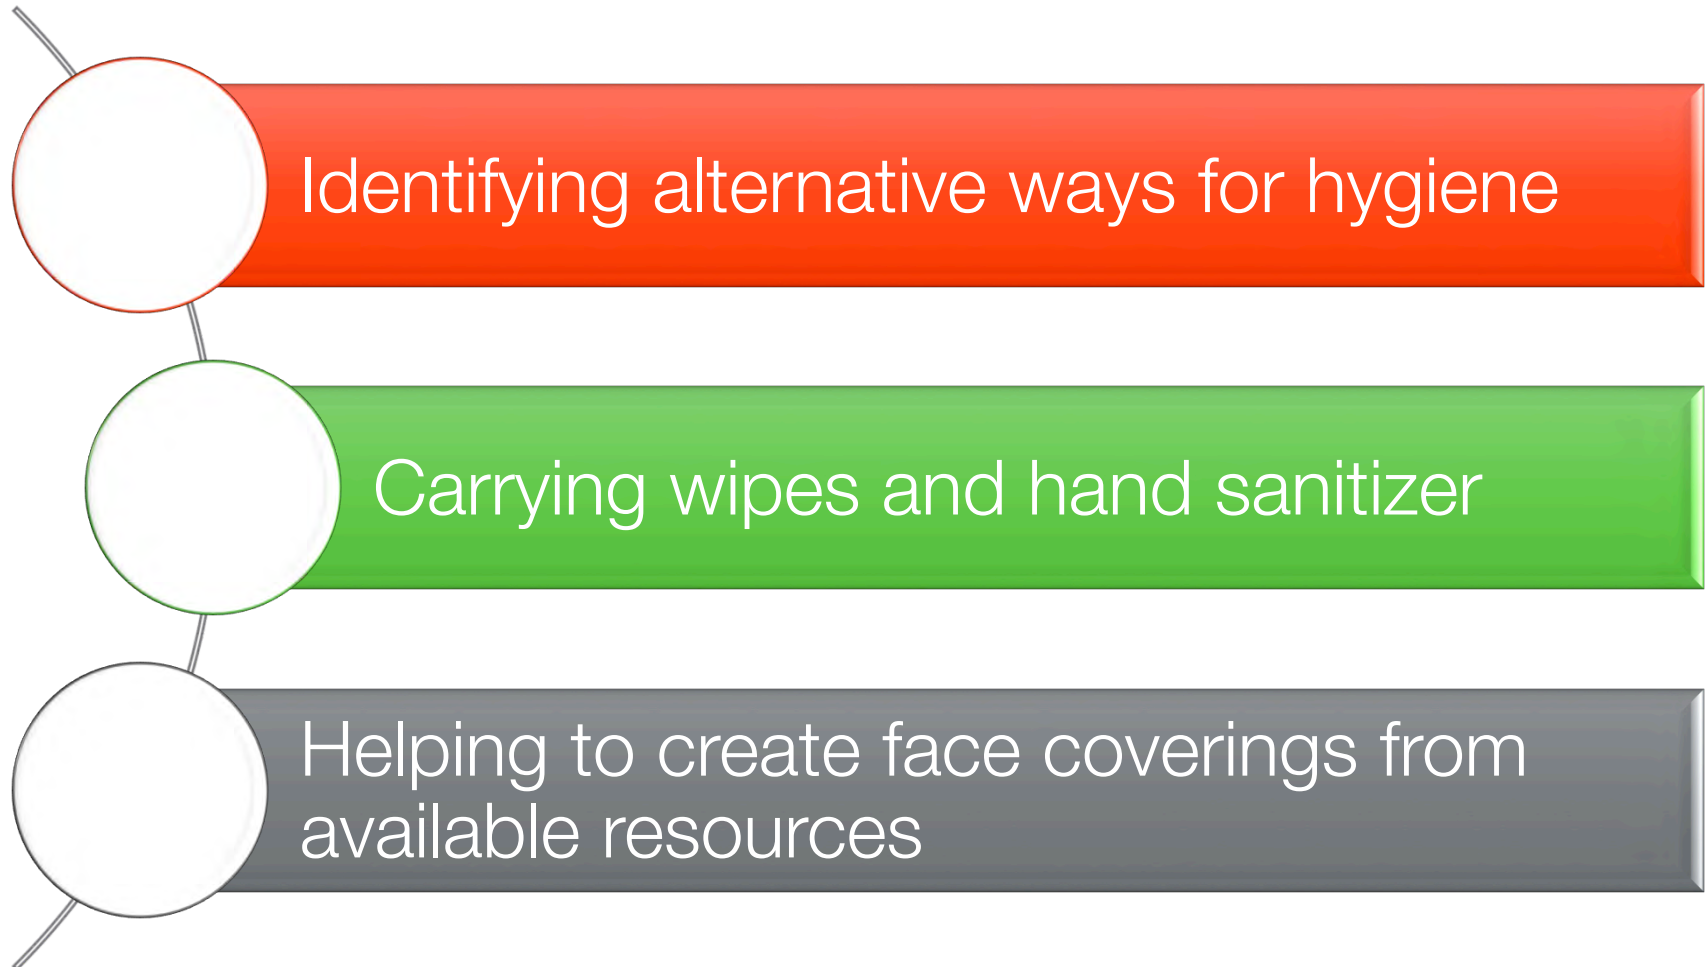 Identifying alternative ways for hygiene
Carrying wipes and hand sanitizer
Helping to create face coverings from
available resources